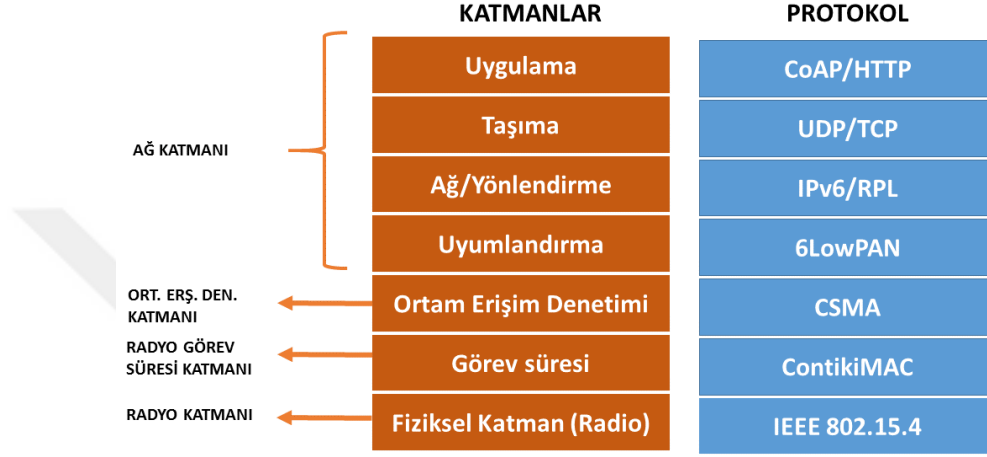 KATMANLAR
PROTOKOL
Uygulama
CoAP/HTTP
Taşıma
UDP/TCP
AĞ KATMANI
Ağ/Yönlendirme
IPv6/RPL
Uyumlandırma
6LowPAN
ORT. ERŞ. DEN.
KATMANI
Ortam Erişim Denetimi
CSMA
RADYO GÖREV
SÜRESİ KATMANI
Görev süresi
ContikiMAC
RADYO KATMANI
Fiziksel Katman (Radio)
IEEE 802.15.4